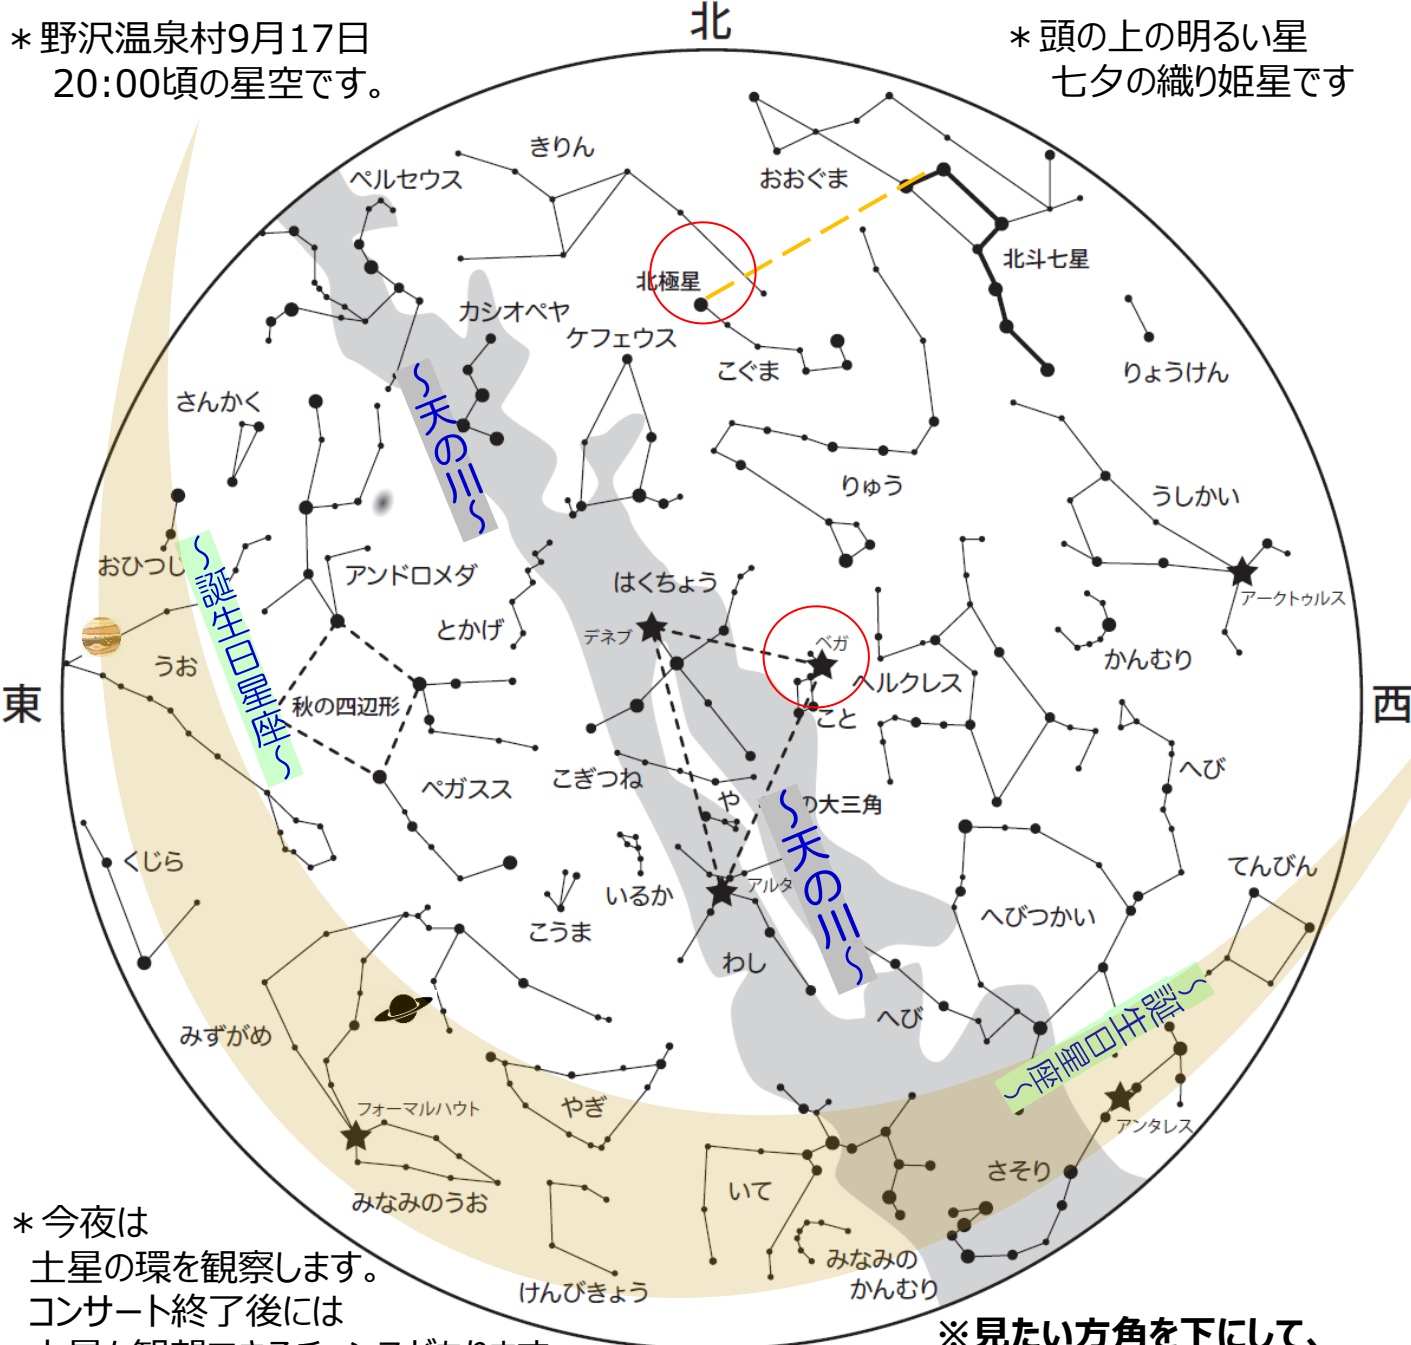 北
＊野沢温泉村9月17日
20:00頃の星空です。
＊頭の上の明るい星
七夕の織り姫星です
きりん
ペルセウス
おおぐま
北斗七星
北極星
カシオペヤ
ケフェウス
こぐま
りょうけん
さんかく
～天の川～
りゅう
うしかい
おひつじ
アンドロメダ
はくちょう
アークトゥルス
～誕生日星座～
とかげ
デネブ
ベガ
かんむり
うお
ヘルクレス
東
秋の四辺形
こと
西
ペガスス
こぎつね
へび
や
の大三角
～天の川～
くじら
いるか
アルタ
てんびん
こうま
へびつかい
わし
みずがめ
へび
～誕生日星座～
フォーマルハウト
やぎ
アンタレス
みなみのうお
いて
さそり
＊今夜は
土星の環を観察します。
コンサート終了後には
けんびきょう
みなみの
かんむり
※見たい方角を下にして、